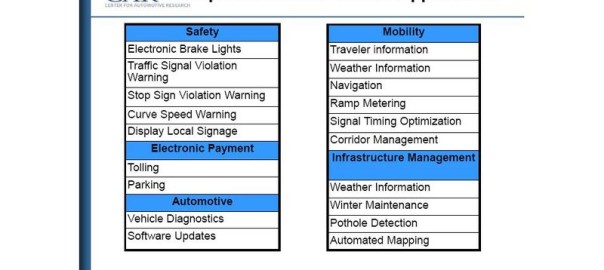 CENTER FOR AUTOMOTIVE RESEARCH
Safety
Electronic Brake Lights
Traffic Signal Violation
Warning
Stop Sign Violation Warning
Curve Speed Warning
Display Local Signage
Electronic Payment
Tolling
Parking
Automotive
Vehicle Diagnostics
Software Updates
Mobility
Traveler information
Weather Information
Navigation
Ramp Metering
Signal Timing Optimization
Corridor Management
Infrastructure Management
Weather Information
Winter Maintenance
Pothole Detection
Automated Mapping